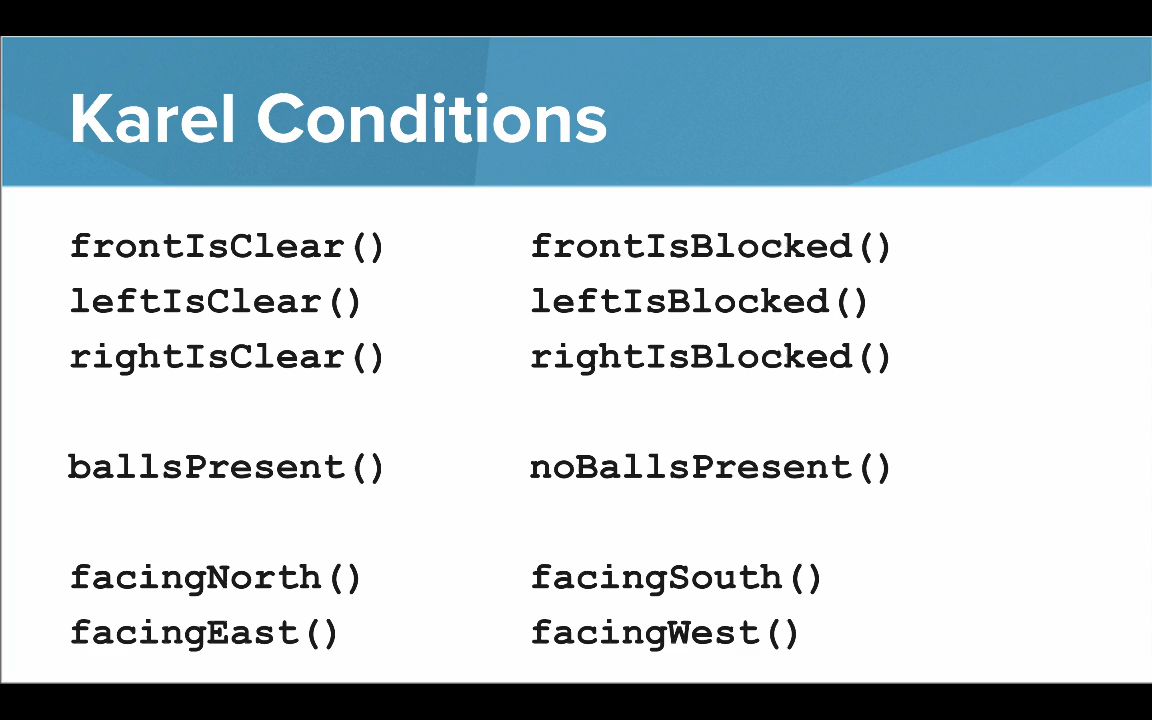 Karel Conditions
frontIsClear() frontIsBlocked()
leftIsClear() leftIsBlocked()
rightIsClear() rightIsBlocked()
ballsPresent() noBallsPresent()
facingNorth() facingSouth()
facingEast() facingWest()